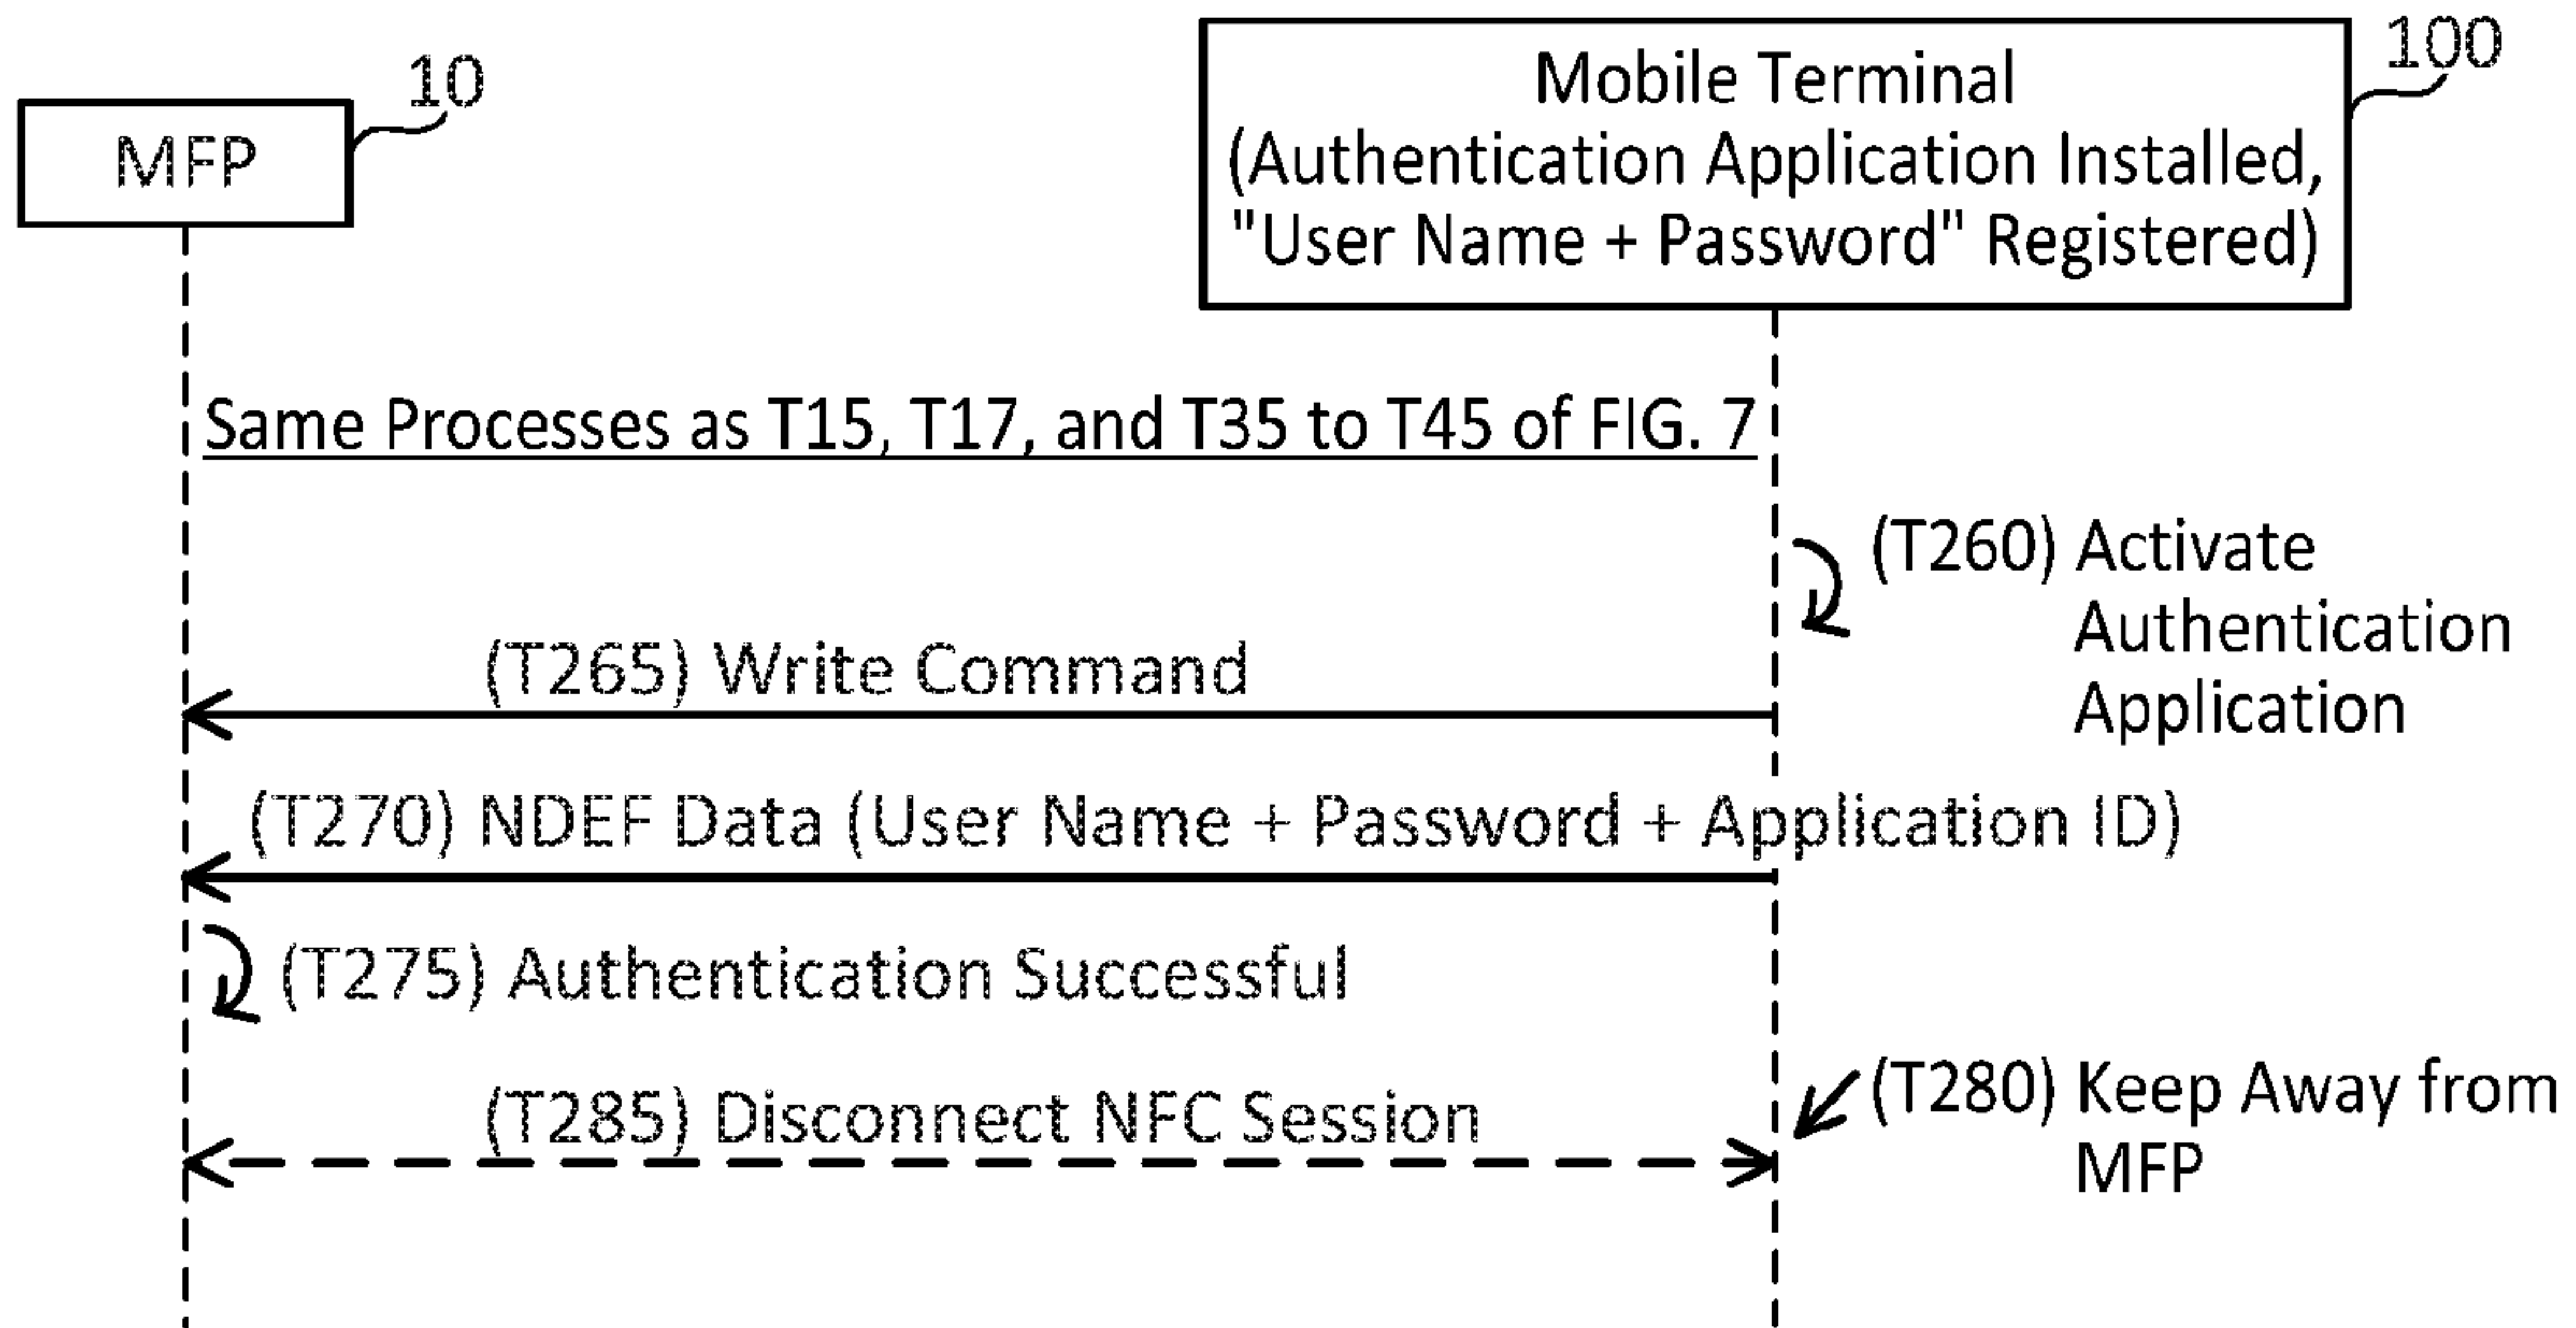 10
MFP
100
Mobile Terminal
(Authentication Application Installed,
"User Name + Password" Registered)
Same Processes as T15, T17, and T35 to T45 of FIG. 7
(T260) Activate
Authentication
Application
(T265) Write Command
(T270) NDEF Data (User Name + Password + Application ID)
(T275) Authentication Successful
(T285) Disconnect NFC Session
(T280) Keep Away from
MFP